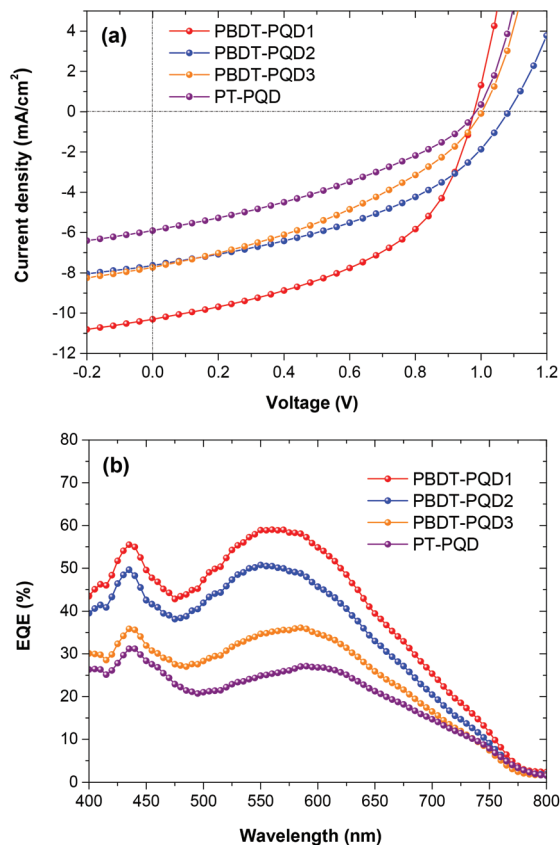 (a)
PBDT-PQD1
PBDT-PQD2
PBDT-PQD3
PT-PQD
Current density (mA/cm²)
4
2
0
-2
-4
-6
-8
-10
-12
-0.2 0.0 0.2 0.4 0.6 0.8 1.0 1.2
Voltage (V)
(b)
PBDT-PQD1
PBDT-PQD2
PBDT-PQD3
PT-PQD
EQE (%)
80
70
60
50
40
30
20
10
0
400 450 500 550 600 650 700 750 800
Wavelength (nm)